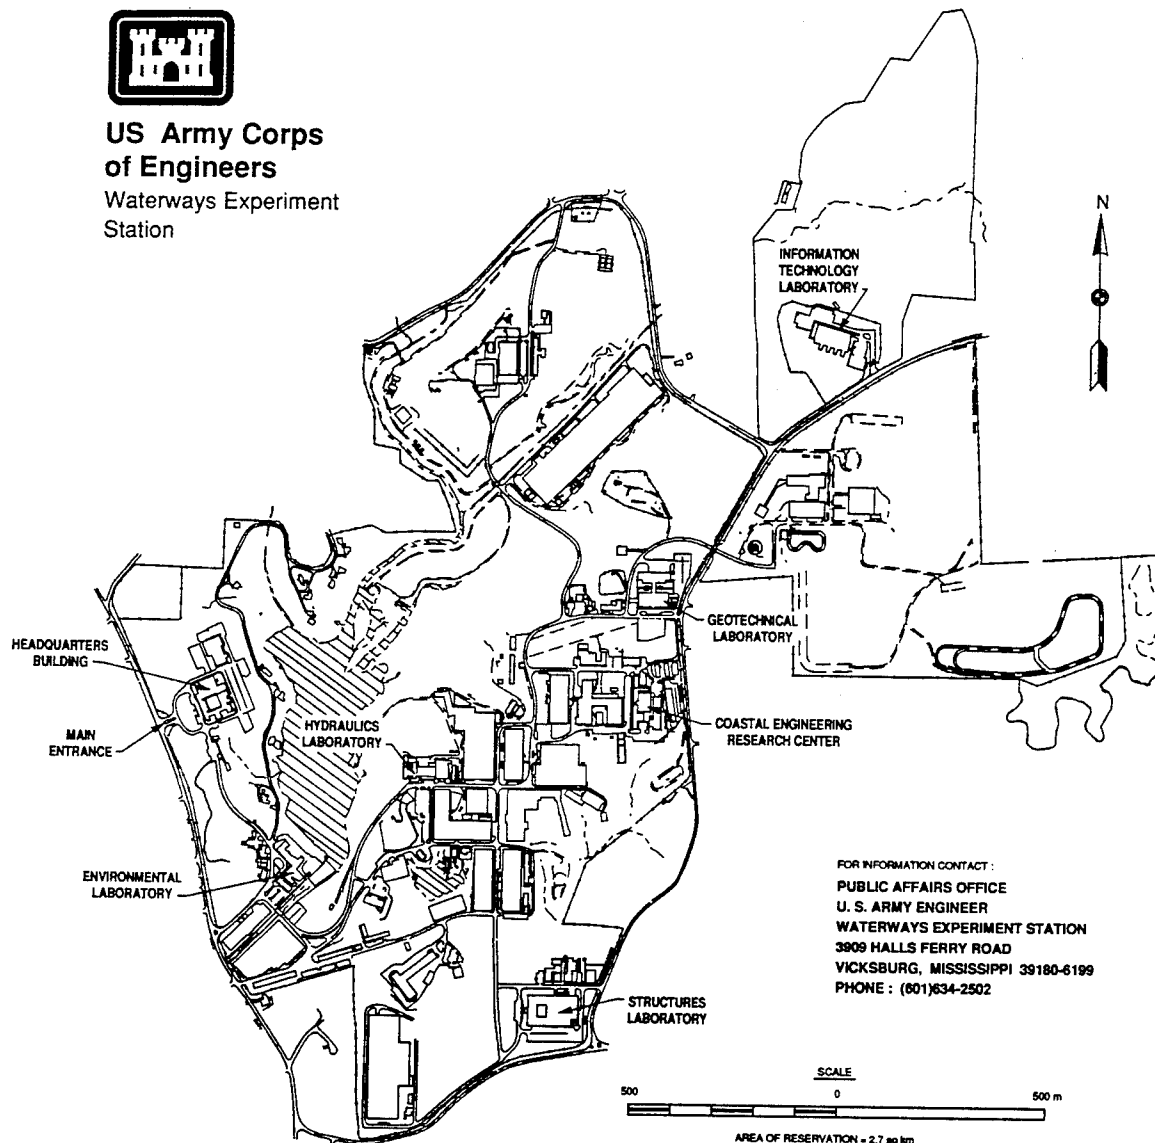 US Army Corps
of Engineers
Waterways Experiment
Station
N
INFORMATION
TECHNOLOGY
LABORATORY
HEADQUARTERS
BUILDING
MAIN
ENTRANCE
HYDRAULICS
LABORATORY
GEOTECHNICAL
LABORATORY
COASTAL ENGINEERING
RESEARCH CENTER
ENVIRONMENTAL
LABORATORY
STRUCTURES
LABORATORY
FOR INFORMATION CONTACT :
PUBLIC AFFAIRS OFFICE
U. S. ARMY ENGINEER
WATERWAYS EXPERIMENT STATION
3909 HALLS FERRY ROAD
VICKSBURG, MISSISSIPPI 39180-6199
PHONE : (601)634-2502
SCALE
500 0 500 m
AREA OF RESERVATION = 2.7 sq km